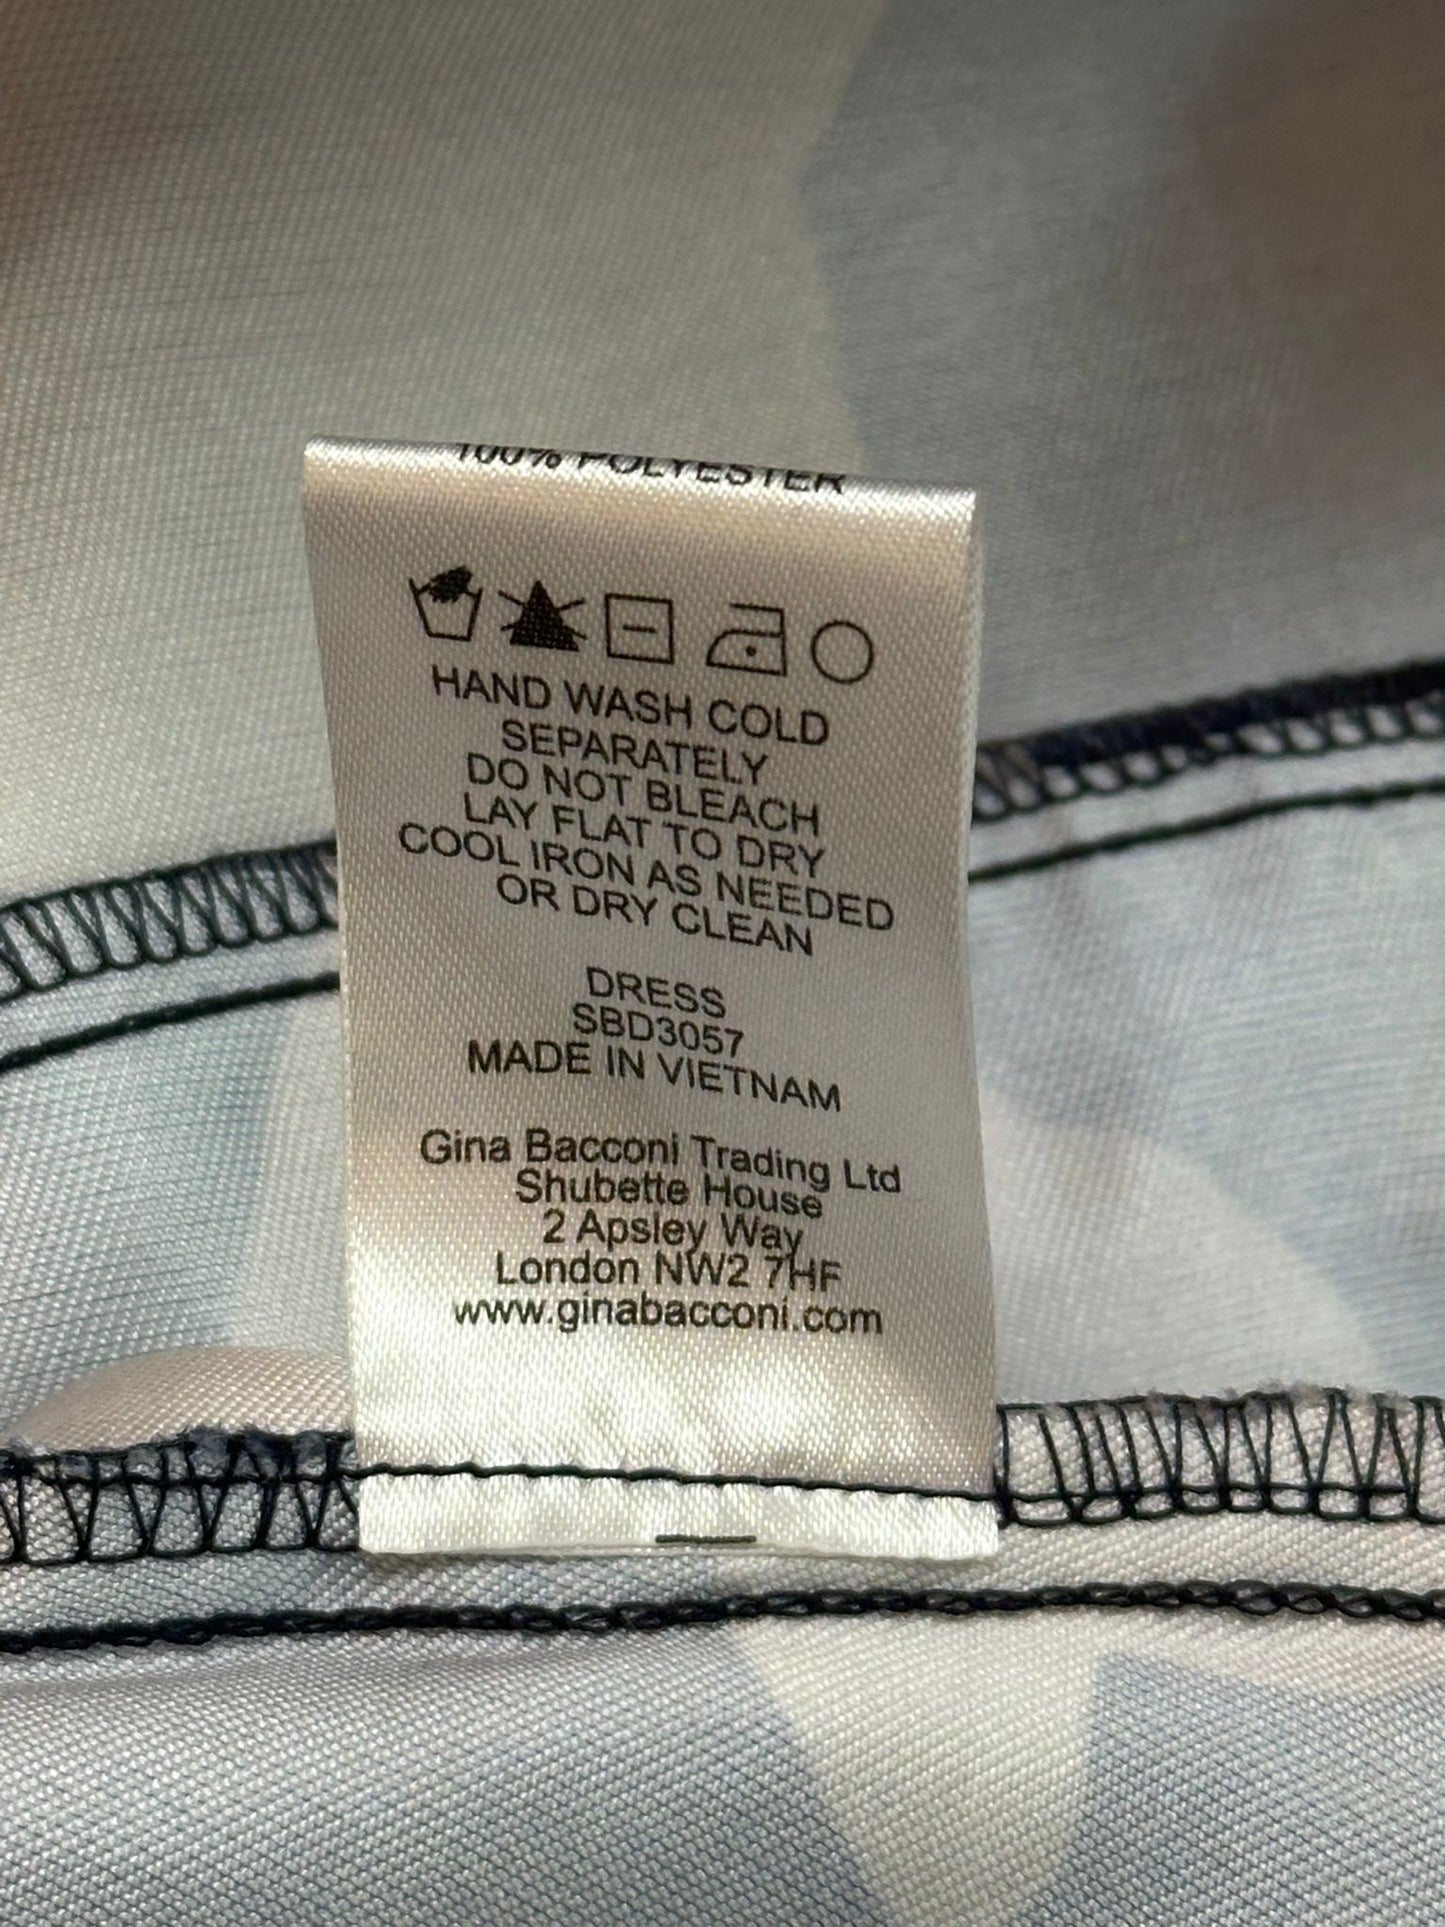 100% POLYESTER
HAND WASH COLD
SEPARATELY
DO NOT BLEACH
LAY FLAT TO DRY
COOL IRON AS NEEDED
OR DRY CLEAN
DRESS
SBD3057
MADE IN VIETNAM
Gina Bacconi Trading Ltd
Shubette House
2 Apsley Way
London NW2 7HF
www.ginabacconi.com